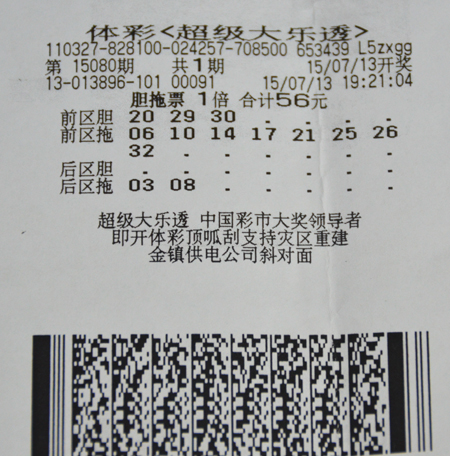 体彩<超级大乐透>
110327-828100-024257-708500 653439 L5zxgg
第 15080期 共1期 15/07/13开奖
13-013896-101 00091 15/07/13 19:21:04
胆拖票 1倍 合计56元
前区胆 20 29 30 . . . .
前区拖 06 10 14 17 21 25 26
32 . . . . . .
后区胆 . . . . . . .
后区拖 03 08 . . . . .
超级大乐透 中国彩市大奖领导者
即开体彩顶呱刮支持灾区重建
金镇供电公司斜对面